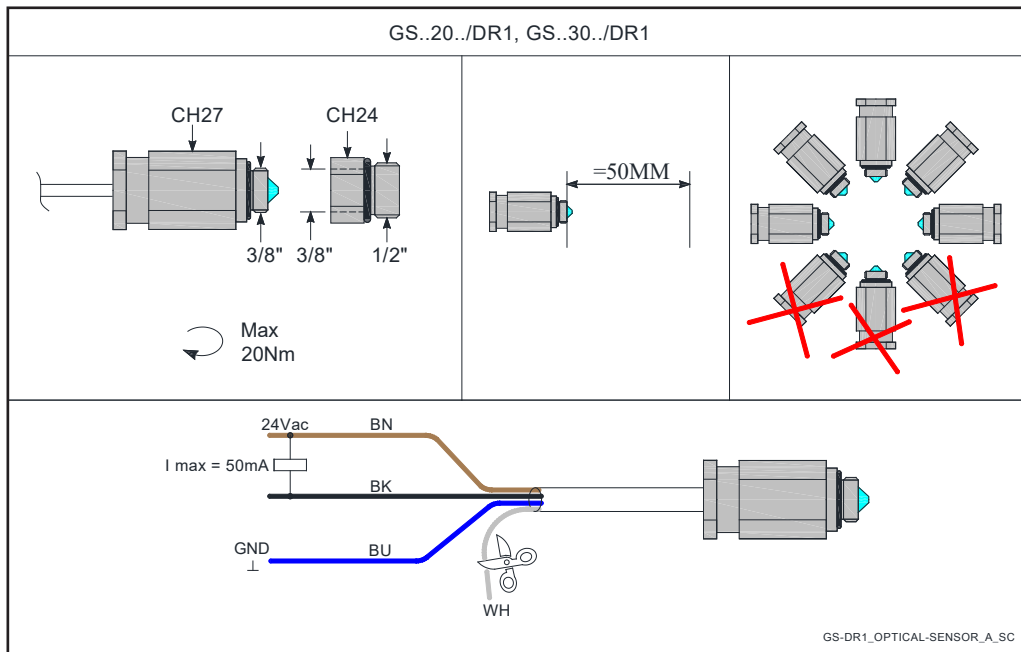 GS..20../DR1, GS..30../DR1
CH27
CH24
3/8"
3/8"
1/2"
Max
20Nm
=50MM
24Vac
BN
I max = 50mA
BK
GND
BU
WH
GS-DR1_OPTICAL-SENSOR_A_SC